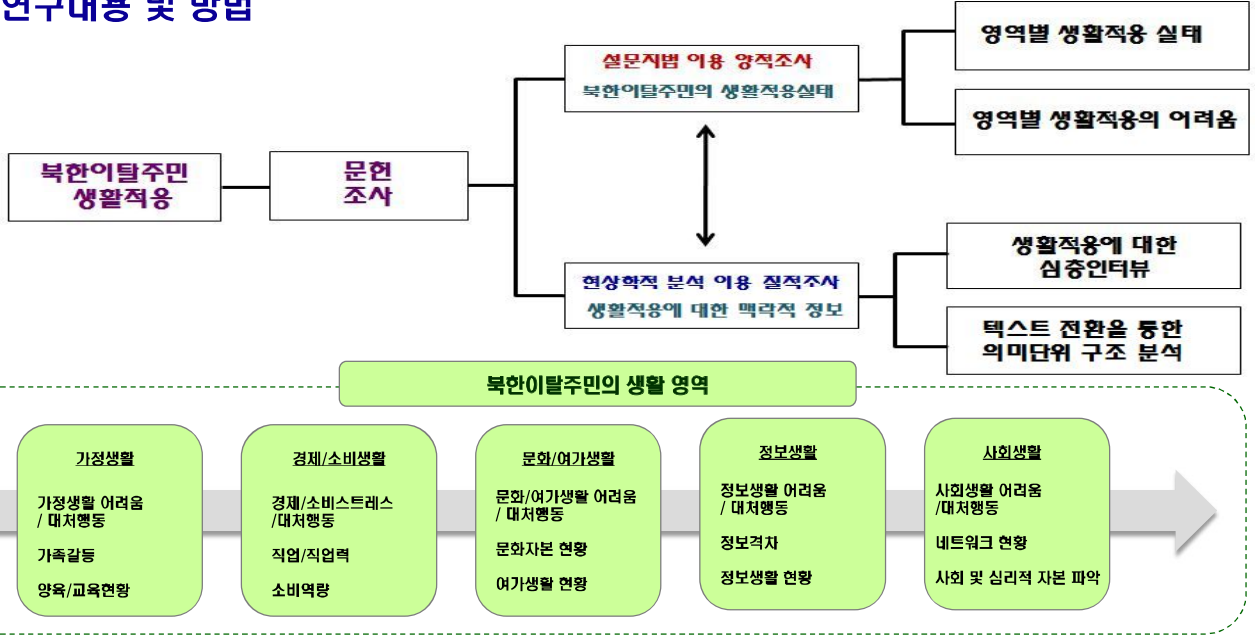 연구내용 및 방법
북한이탈주민
생활적응
문헌
조사
설문지법 이용 양적조사
북한이탈주민의 생활적응실태
영역별 생활적응 실태
영역별 생활적응의 어려움
현상학적 분석 이용 질적조사
생활적응에 대한 맥락적 정보
생활적응에 대한
심층인터뷰
텍스트 전환을 통한
의미단위 구조 분석
북한이탈주민의 생활 영역
가정생활
가정생활 어려움
/ 대처행동
가족갈등
양육/교육현황
경제/소비생활
경제/소비스트레스
/대처행동
직업/직업력
소비역량
문화/여가생활
문화/여가생활 어려움
/ 대처행동
문화자본 현황
여가생활 현황
정보생활
정보생활 어려움
/ 대처행동
정보격차
정보생활 현황
사회생활
사회생활 어려움
/대처행동
네트워크 현황
사회 및 심리적 자본 파악